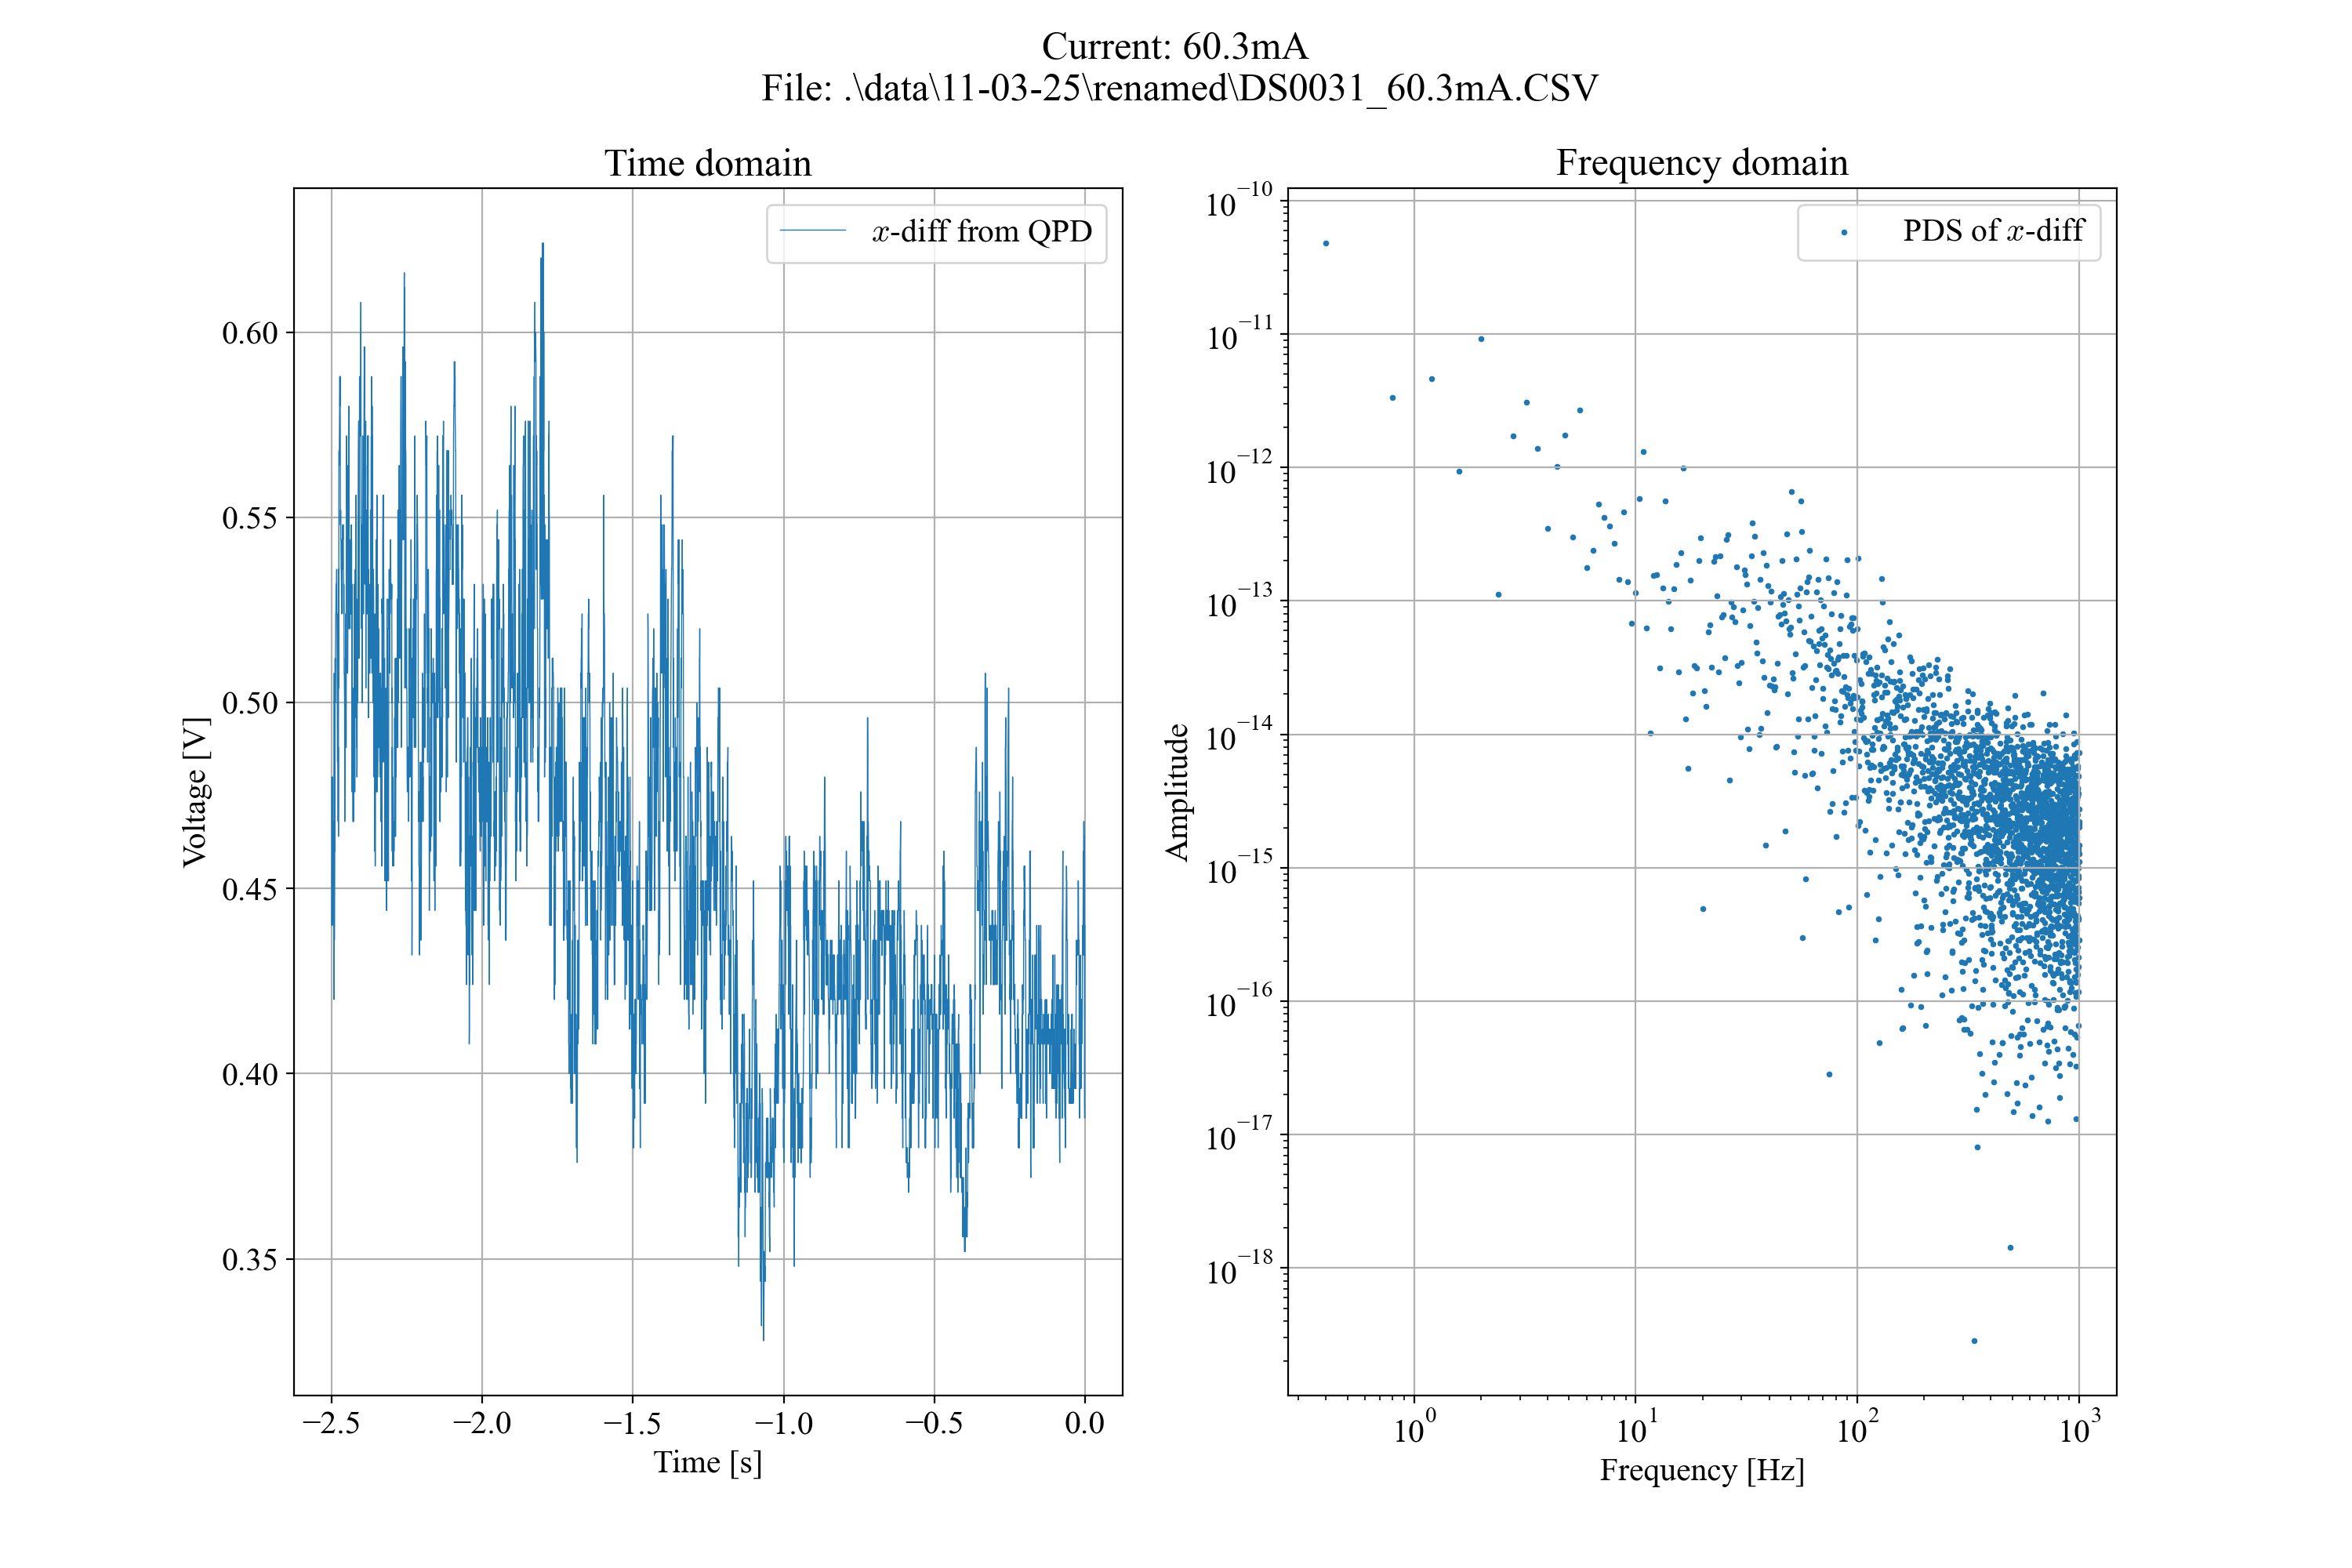 Current: 60.3mA
File: .\data\11-03-25\renamed\DS0031_60.3mA.CSV
Time domain
x-diff from QPD
0.60
0.55
0.50
0.45
0.40
0.35
Voltage [V]
−2.5 −2.0 −1.5 −1.0 −0.5 0.0
Time [s]
Frequency domain
PDS of x-diff
10⁻¹⁰
10⁻¹¹
10⁻¹²
10⁻¹³
10⁻¹⁴
10⁻¹⁵
10⁻¹⁶
10⁻¹⁷
10⁻¹⁸
Amplitude
10⁰ 10¹ 10² 10³
Frequency [Hz]